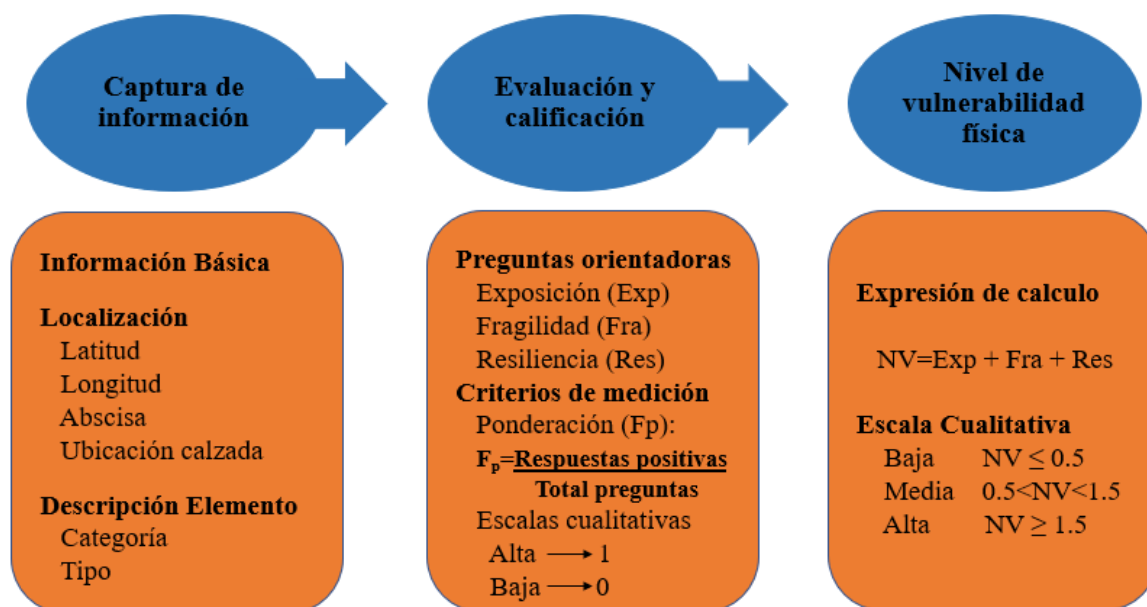 Captura de
información
Evaluación y
calificación
Nivel de
vulnerabilidad
física
Información Básica
Localización
Latitud
Longitud
Abscisa
Ubicación calzada
Descripción Elemento
Categoría
Tipo
Preguntas orientadoras
Exposición (Exp)
Fragilidad (Fra)
Resiliencia (Res)
Criterios de medición
Ponderación (Fp):
Fp=Respuestas positivas
Total preguntas
Escalas cualitativas
Alta → 1
Baja → 0
Expresión de calculo
NV=Exp + Fra + Res
Escala Cualitativa
Baja NV ≤ 0.5
Media 0.5<NV<1.5
Alta NV ≥ 1.5